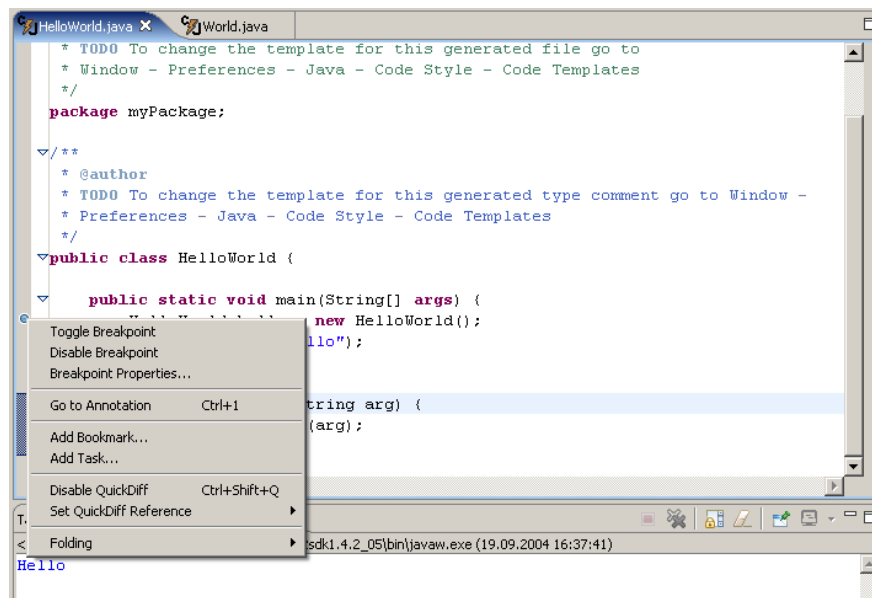 HelloWorld.java World.java
* TODO To change the template for this generated file go to
* Window - Preferences - Java - Code Style - Code Templates
*/
package myPackage;
/**
* @author
* TODO To change the template for this generated type comment go to Window -
* Preferences - Java - Code Style - Code Templates
*/
public class HelloWorld {
public static void main(String[] args) {
new HelloWorld();
llo");
tring arg) {
(arg);
Toggle Breakpoint
Disable Breakpoint
Breakpoint Properties...
Go to Annotation Ctrl+1
Add Bookmark...
Add Task...
Disable QuickDiff Ctrl+Shift+Q
Set QuickDiff Reference
Folding
sdk1.4.2_05\bin\javaw.exe (19.09.2004 16:37:41)
Hello